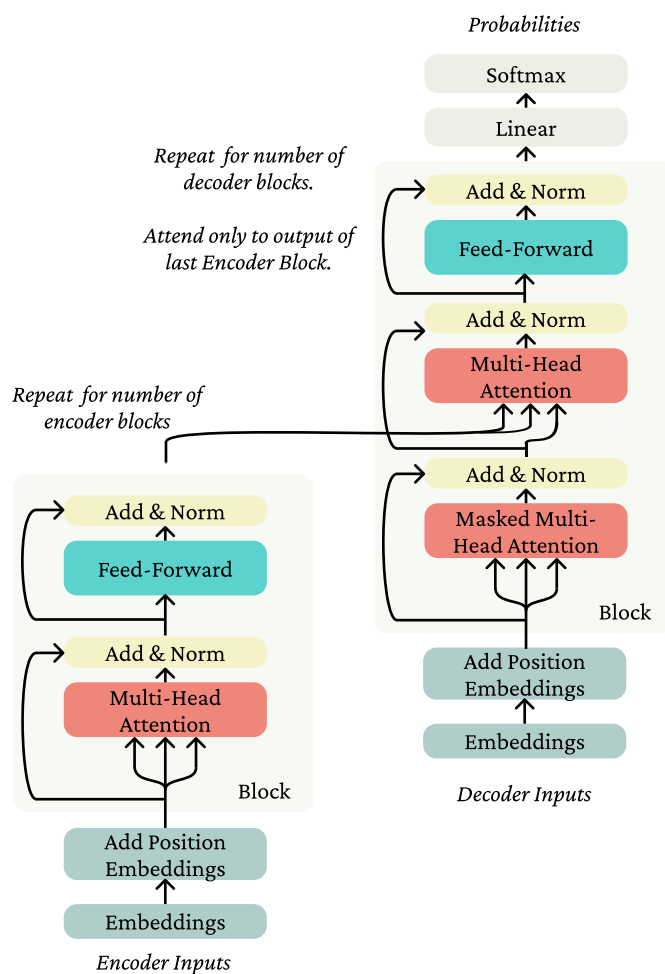 Probabilities
Softmax
Linear
Repeat for number of
decoder blocks.
Attend only to output of
last Encoder Block.
Add & Norm
Feed-Forward
Add & Norm
Multi-Head
Attention
Add & Norm
Masked Multi-
Head Attention
Block
Add Position
Embeddings
Embeddings
Decoder Inputs
Repeat for number of
encoder blocks
Add & Norm
Feed-Forward
Add & Norm
Multi-Head
Attention
Block
Add Position
Embeddings
Embeddings
Encoder Inputs